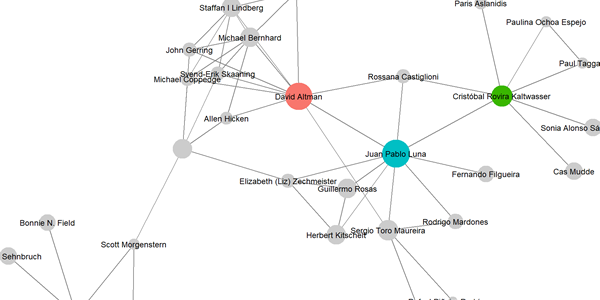 Paris Aslanidis
Staffan I Lindberg
Paulina Ochoa Espejo
Michael Bernhard
John Gerring
Paul Tagga
Svend-Erik Skaaning
Rossana Castiglioni
Michael Coppedge
David Altman
Cristóbal Rovira Kaltwasser
Allen Hicken
Sonia Alonso Sá
Juan Pablo Luna
Cas Mudde
Fernando Filgueira
Elizabeth (Liz) Zechmeister
Guillermo Rosas
Bonnie N. Field
Rodrigo Mardones
Sergio Toro Maureira
Herbert Kitschelt
Scott Morgenstern
Sehnbruch